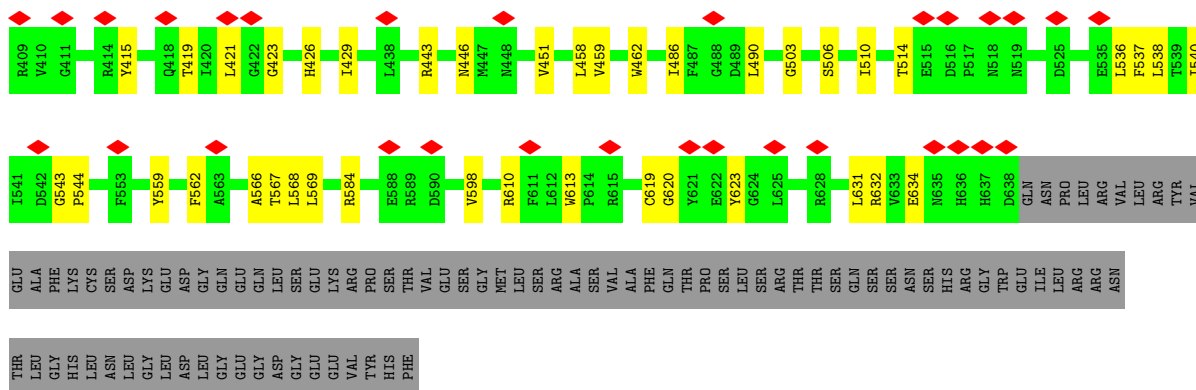 R409 V410 G411 R414 Y415 Q418 T419 I420 L421 G422 G423 H426 I429 L438 R443 N446 M447 N448 V451 L458 V459 W462 I486 F487 G488 D489 L490 G503 S506 I510 T514 E515 D516 P517 N518 N519 D525 E535 L536 F537 L538 T539 I540
I541 D542 G543 P544 F553 Y559 F562 A563 A566 T567 L568 L569 R584 E588 R589 D590 V598 R610 F611 L612 W613 P614 R615 C619 G620 Y621 E622 Y623 G624 L625 R628 L631 R632 V633 E634 N635 H636 H637 D638 GLN ASN PRO LEU ARG VAL LEU ARG TYR VAL
GLU ALA PHE LYS CYS SER ASP LYS GLU ASP GLY GLN GLU GLN LEU SER GLU LYS ARG PRO SER THR VAL GLU SER GLY MET LEU SER ARG ALA SER VAL ALA PHE GLN THR PRO SER LEU SER ARG THR THR SER GLN SER SER ASN SER HIS ARG GLY TRP GLU ILE LEU ARG ARG ASN
THR LEU GLY HIS LEU ASN LEU GLY LEU ASP LEU GLY GLU GLY ASP GLY GLU GLU VAL TYR HIS PHE